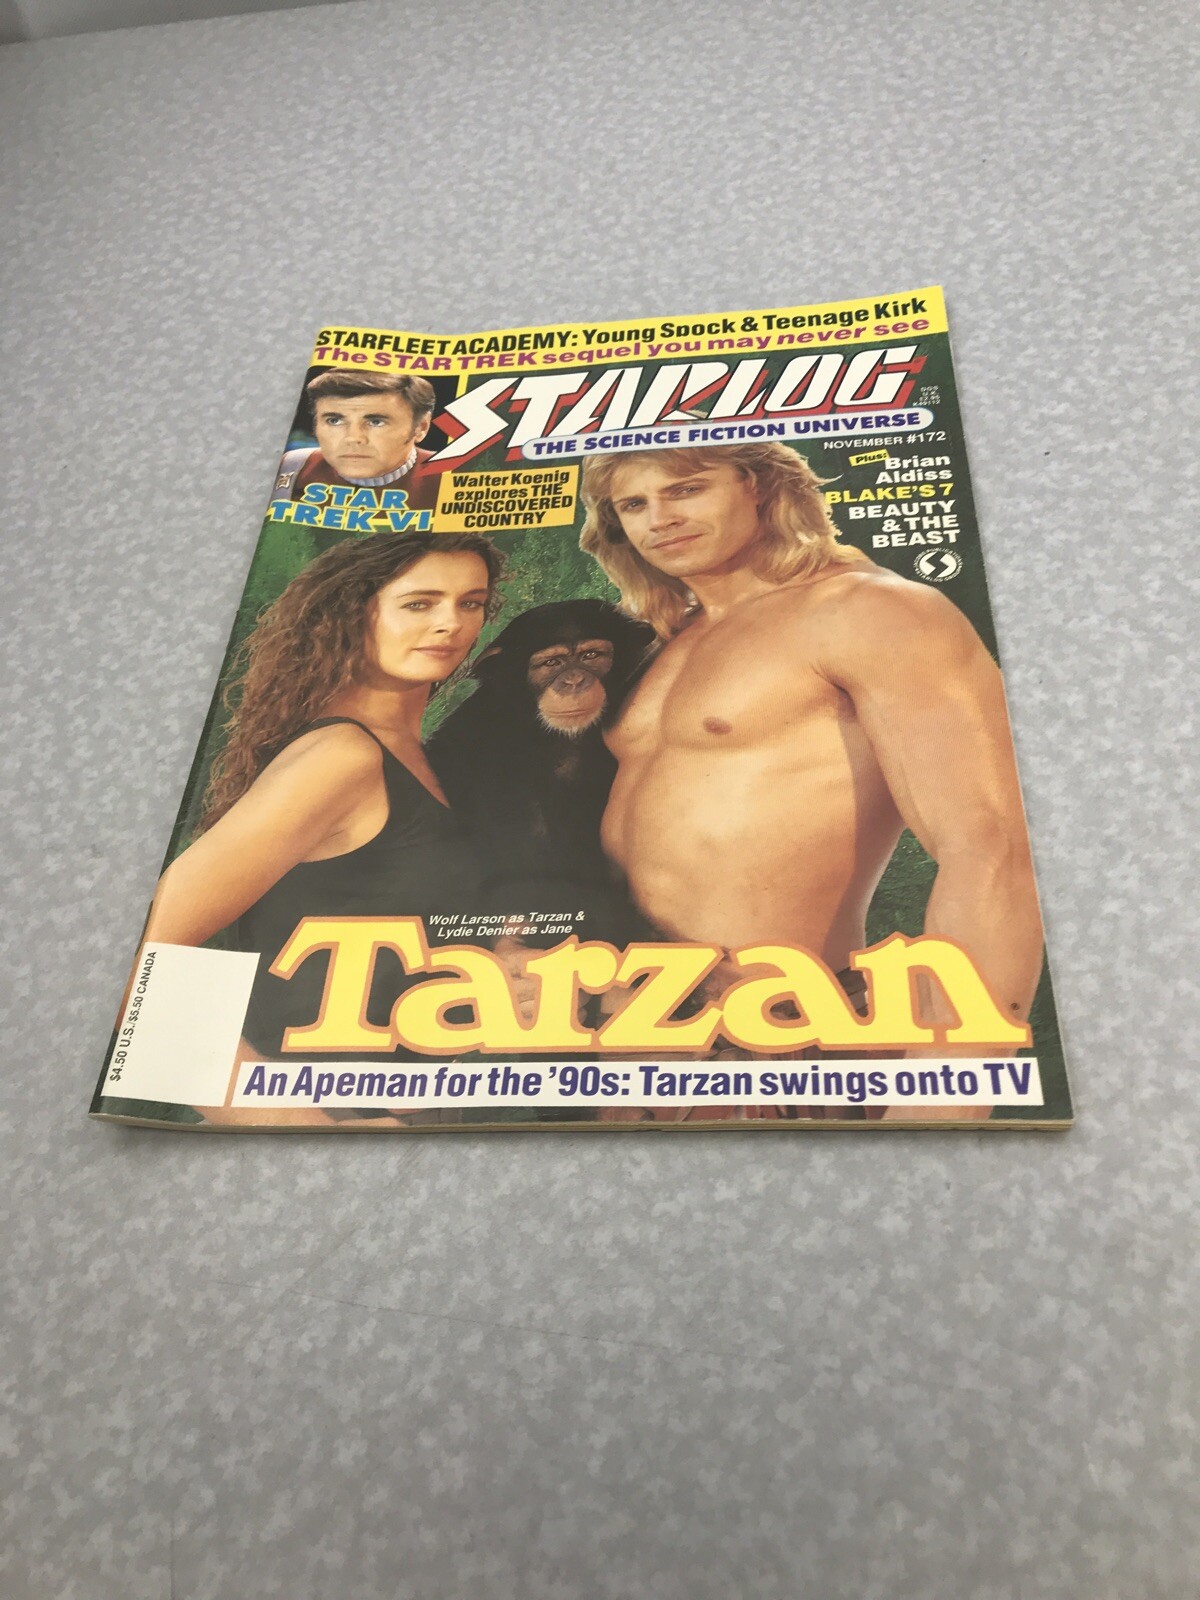 STARFLEET ACADEMY: Young Spock & Teenage Kirk
The STAR TREK sequel you may never see
STARLOG
THE SCIENCE FICTION UNIVERSE
NOVEMBER #172
STAR
TREK VI
Walter Koenig
explores THE
UNDISCOVERED
COUNTRY
Plus: Brian
Aldiss
BLAKE'S 7
BEAUTY
& THE
BEAST
Wolf Larson as Tarzan &
Lydie Denier as Jane
Tarzan
An Apeman for the '90s: Tarzan swings onto TV
$4.50 U.S./$5.50 CANADA